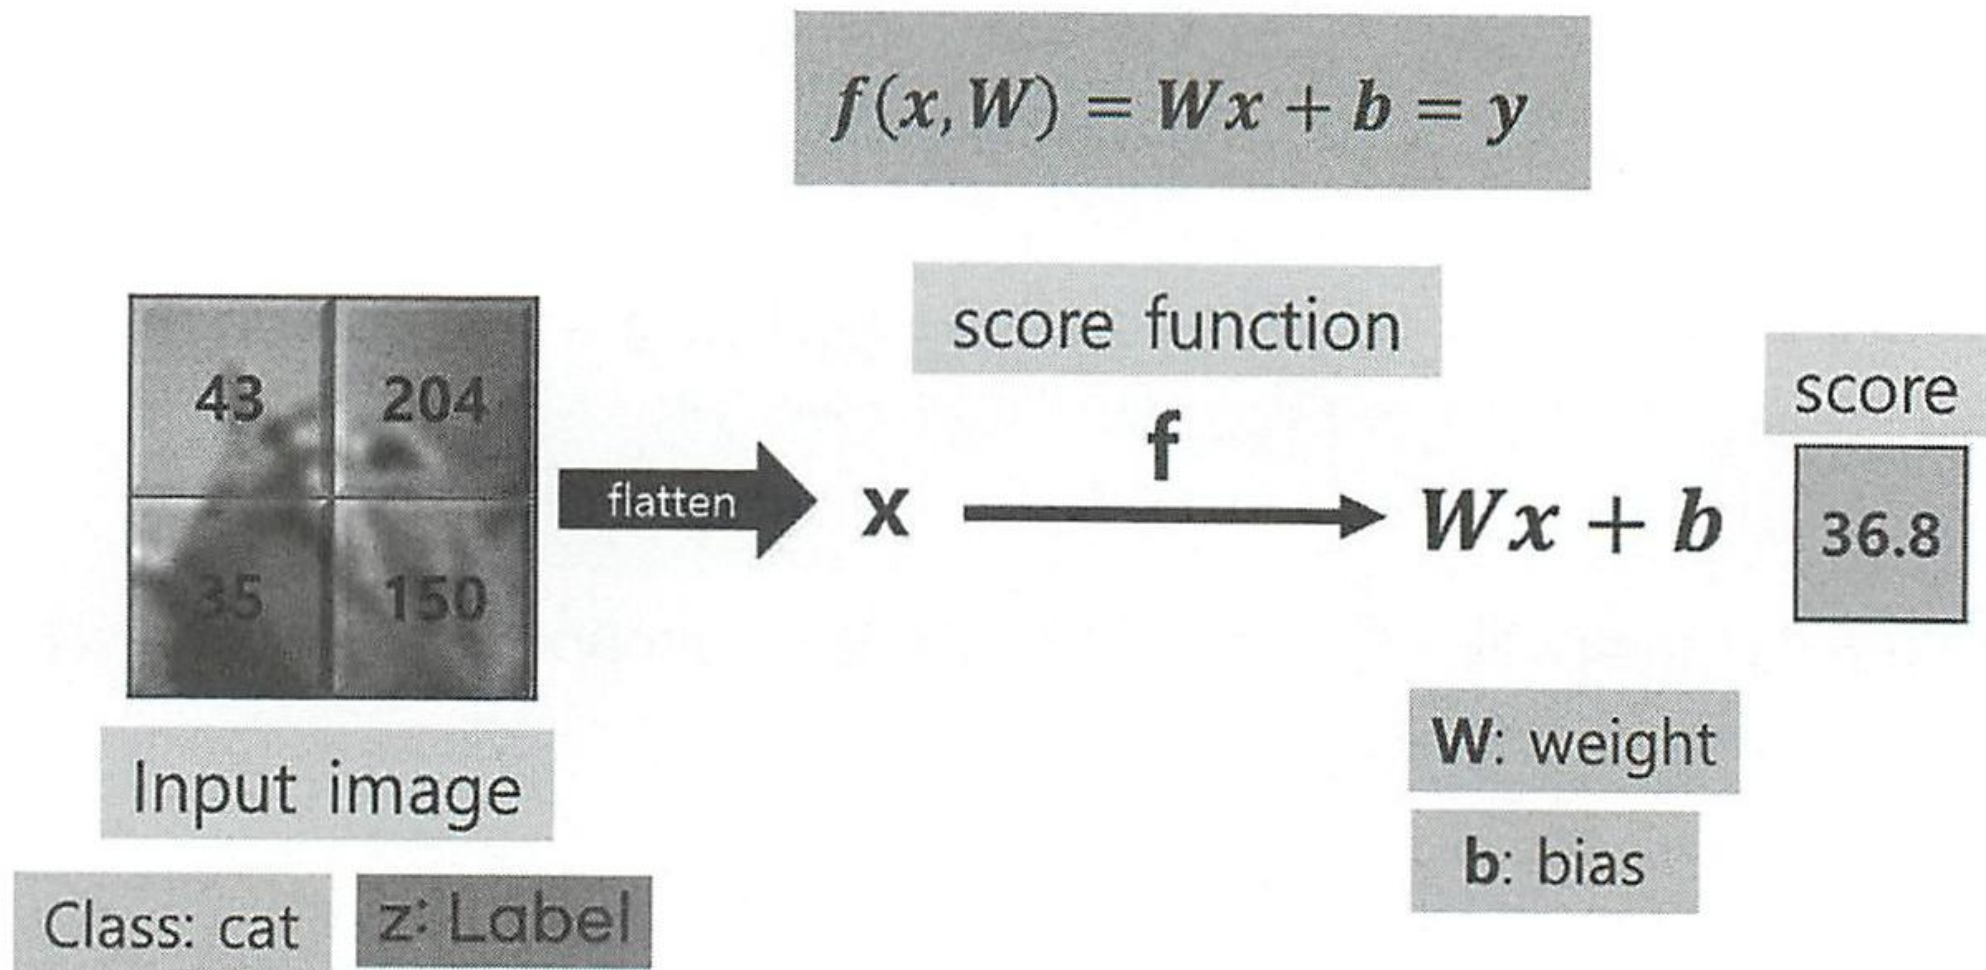 f(x, W) = Wx + b = y
score function
score
43 204
f
flatten
x
Wx + b
36.8
35 150
W: weight
Input image
b: bias
Class: cat
z: Label